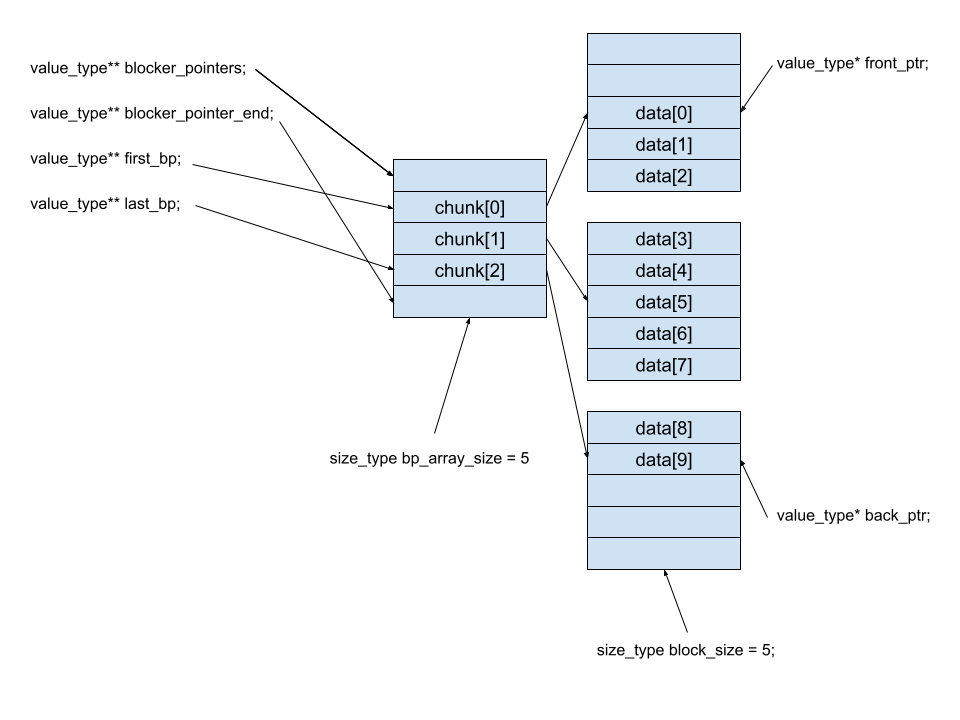 value_type** blocker_pointers;
value_type** blocker_pointer_end;
value_type** first_bp;
value_type** last_bp;
chunk[0]
chunk[1]
chunk[2]
size_type bp_array_size = 5
data[0]
data[1]
data[2]
data[3]
data[4]
data[5]
data[6]
data[7]
data[8]
data[9]
value_type* front_ptr;
value_type* back_ptr;
size_type block_size = 5;